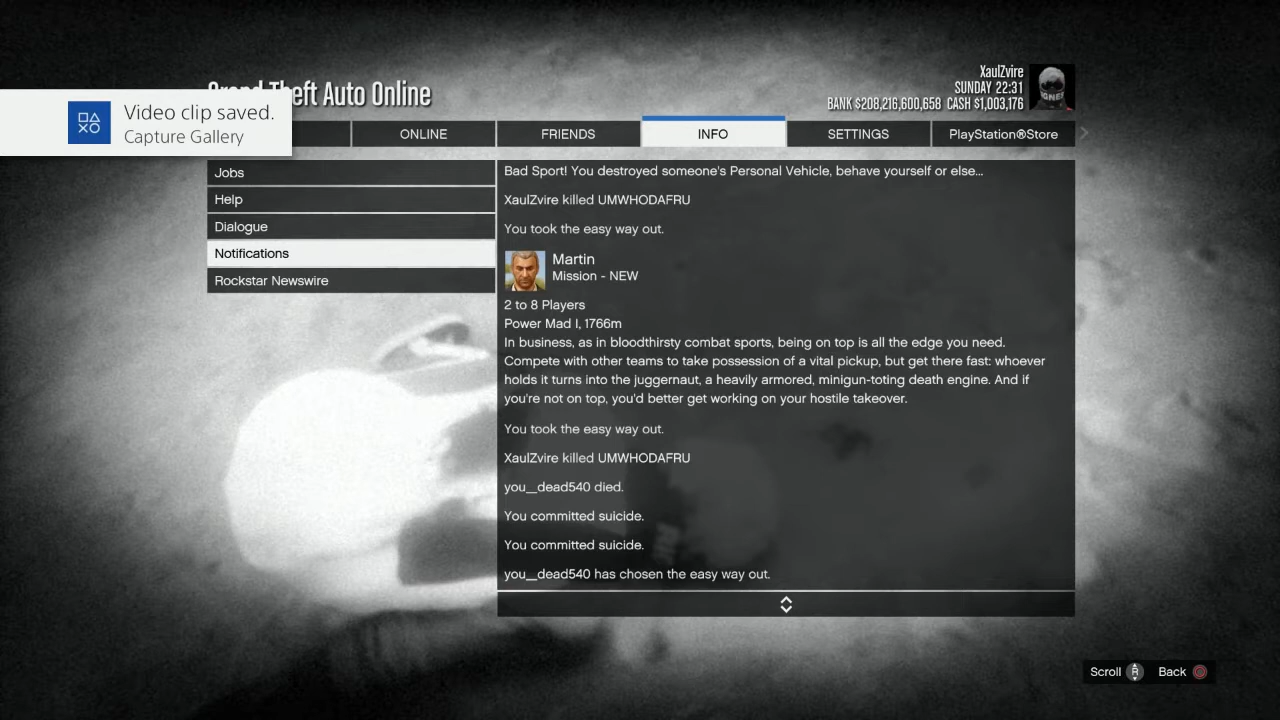 Video clip saved.
Capture Gallery
Theft Auto Online
XaulZvire
SUNDAY 22:31
BANK $208,216,600,658 CASH $1,003,176
ONLINE
FRIENDS
INFO
SETTINGS
PlayStation®Store
Jobs
Help
Dialogue
Notifications
Rockstar Newswire
Bad Sport! You destroyed someone's Personal Vehicle, behave yourself or else...
XaulZvire killed UMWHODAFRU
You took the easy way out.
Martin
Mission - NEW
2 to 8 Players
Power Mad I, 1766m
In business, as in bloodthirsty combat sports, being on top is all the edge you need.
Compete with other teams to take possession of a vital pickup, but get there fast: whoever
holds it turns into the juggernaut, a heavily armored, minigun-toting death engine. And if
you're not on top, you'd better get working on your hostile takeover.
You took the easy way out.
XaulZvire killed UMWHODAFRU
you__dead540 died.
You committed suicide.
You committed suicide.
you__dead540 has chosen the easy way out.
Scroll R
Back